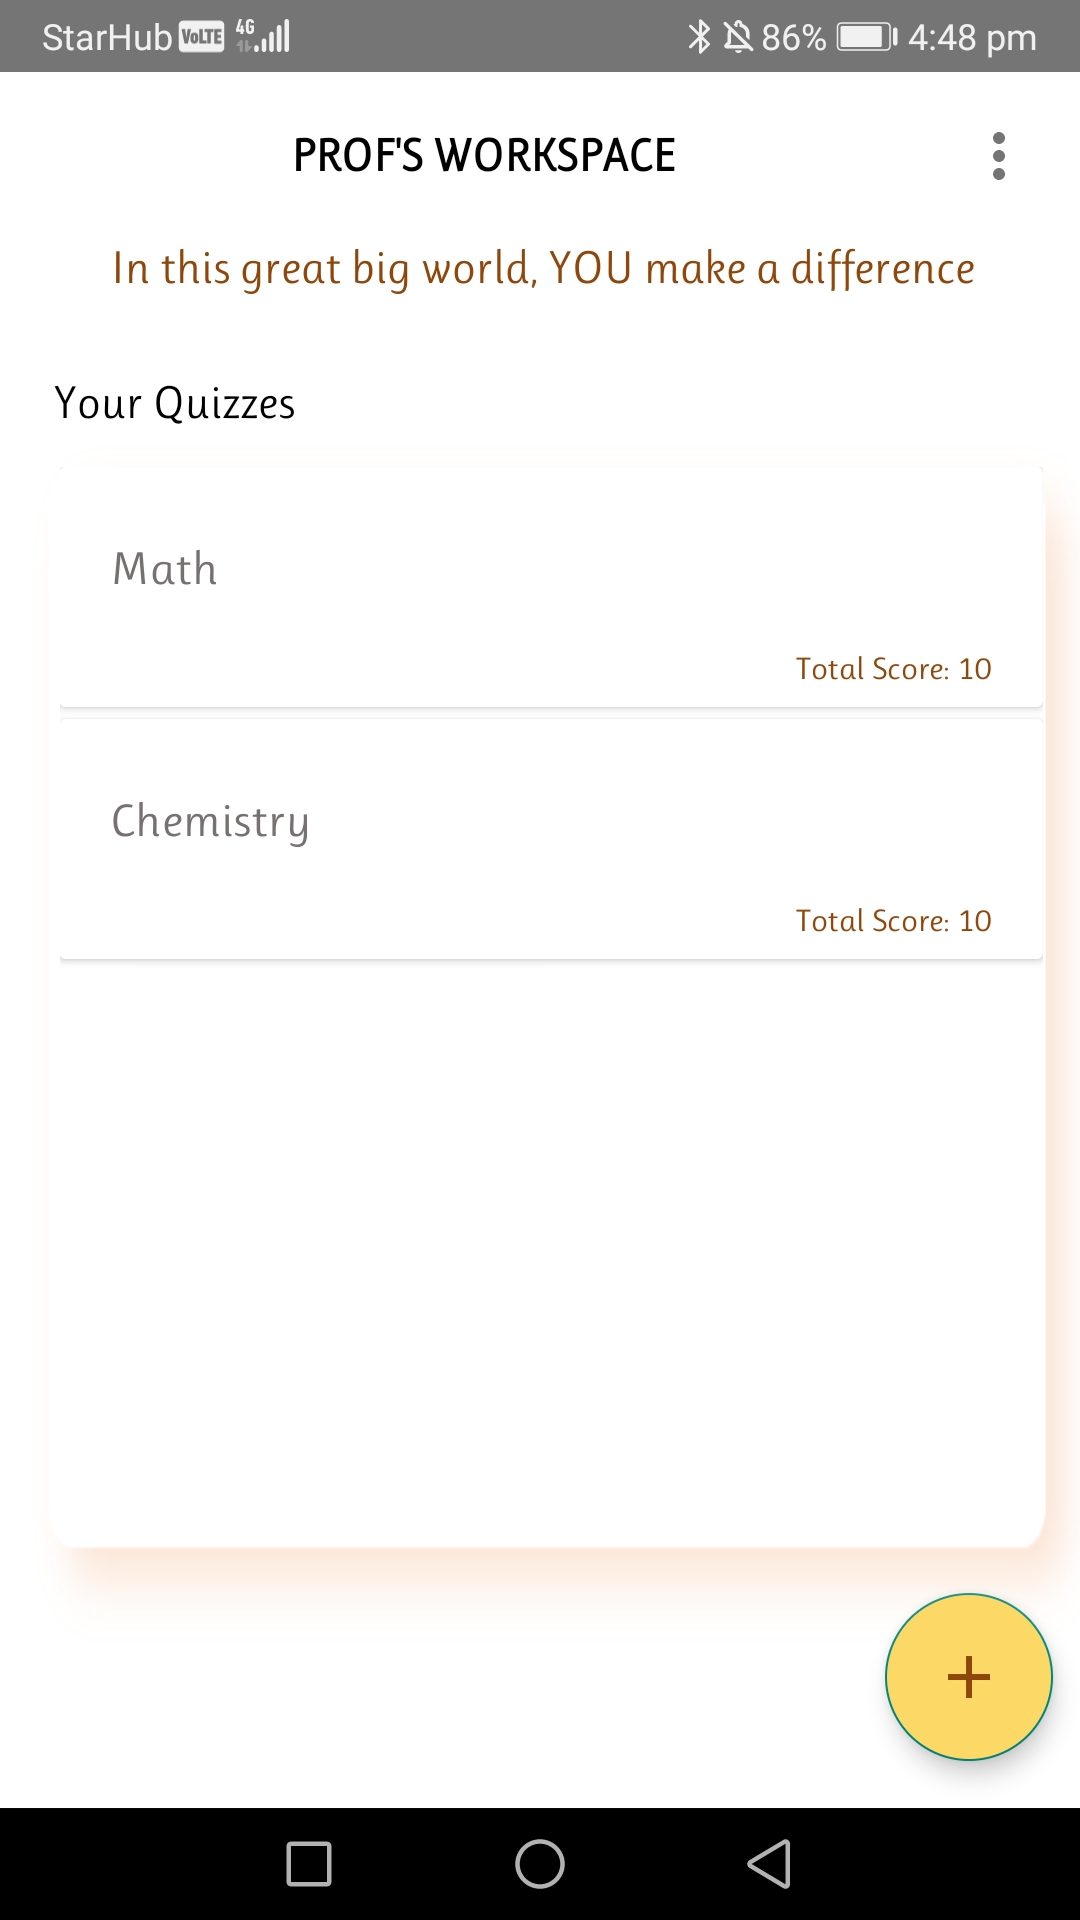 StarHub VoLTE 4G 86% 4:48 pm
PROF'S WORKSPACE
In this great big world, YOU make a difference
Your Quizzes
Math
Total Score: 10
Chemistry
Total Score: 10